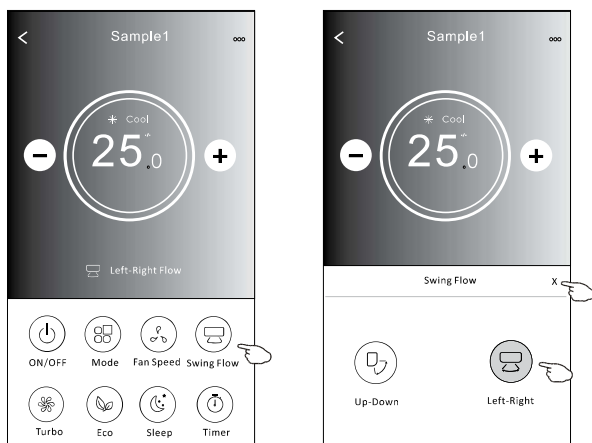 Sample1
Cool
25.0
Left-Right Flow
ON/OFF Mode Fan Speed Swing Flow
Turbo Eco Sleep Timer
Sample1
Cool
25.0
Swing Flow X
Up-Down Left-Right